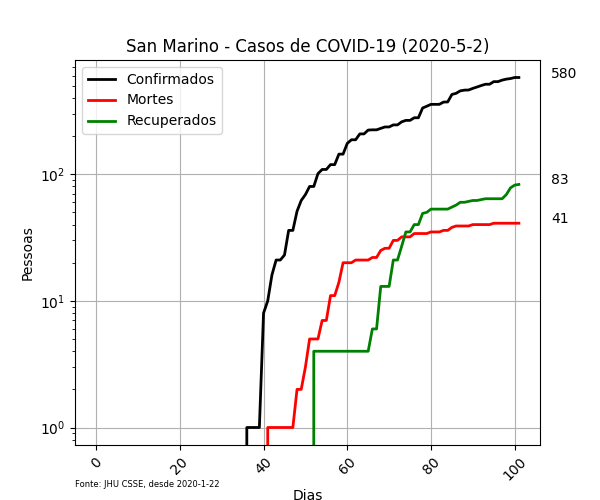 San Marino - Casos de COVID-19 (2020-5-2)
Confirmados
Mortes
Recuperados
580
83
41
10²
10¹
10⁰
Pessoas
0 20 40 60 80 100
Fonte: JHU CSSE, desde 2020-1-22
Dias